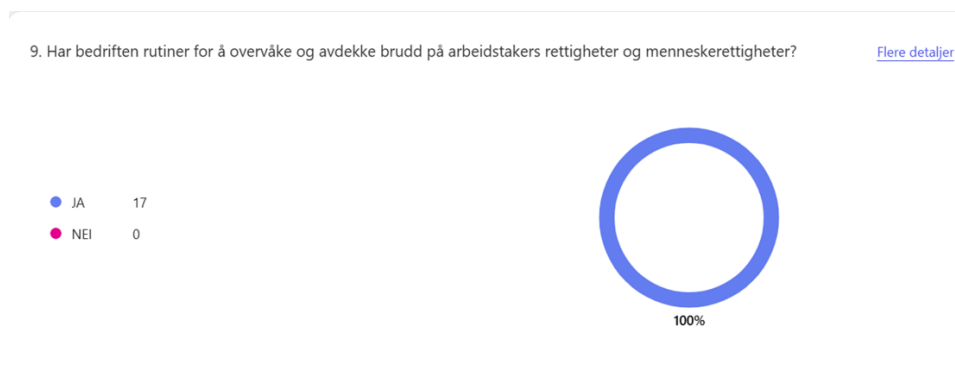 9. Har bedriften rutiner for å overvåke og avdekke brudd på arbeidstakers rettigheter og menneskerettigheter?
Flere detaljer
JA 17
NEI 0
100%